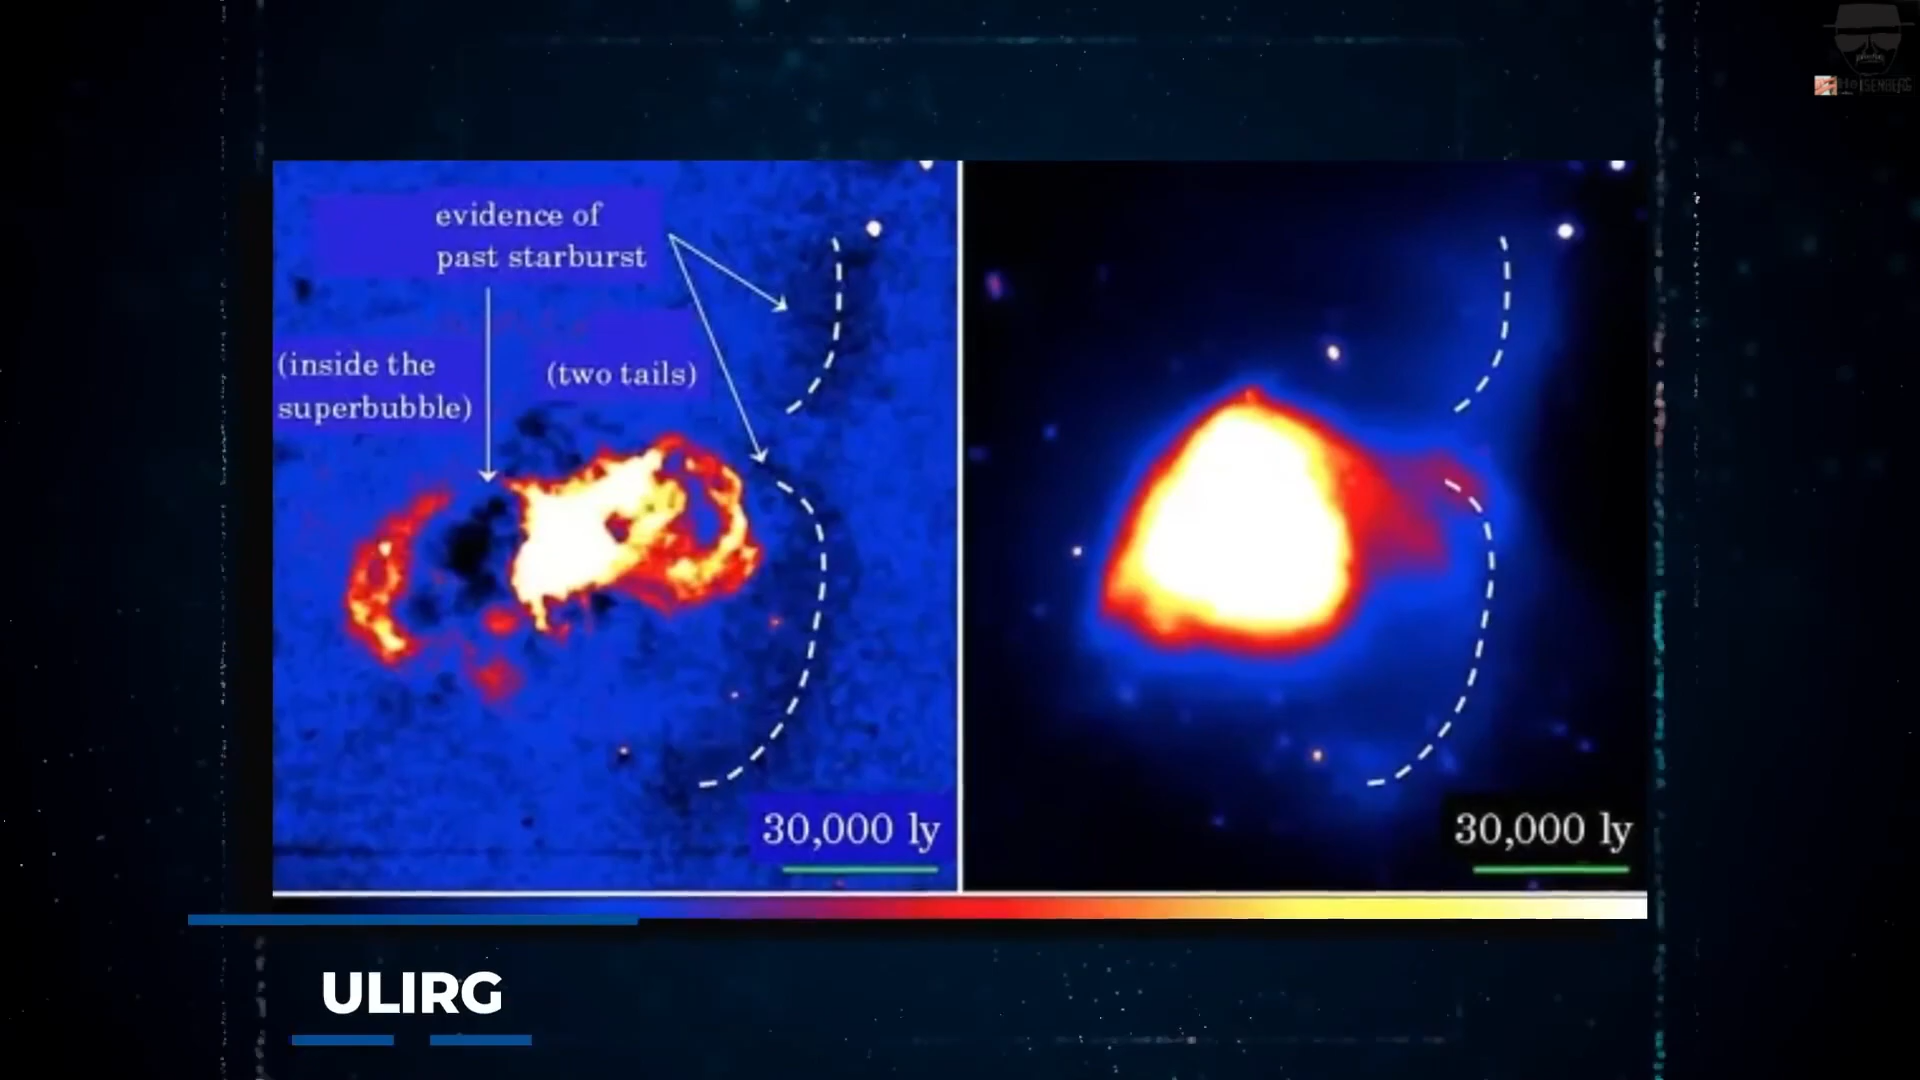 evidence of
past starburst
(inside the
superbubble)
(two tails)
30,000 ly
30,000 ly
ULIRG